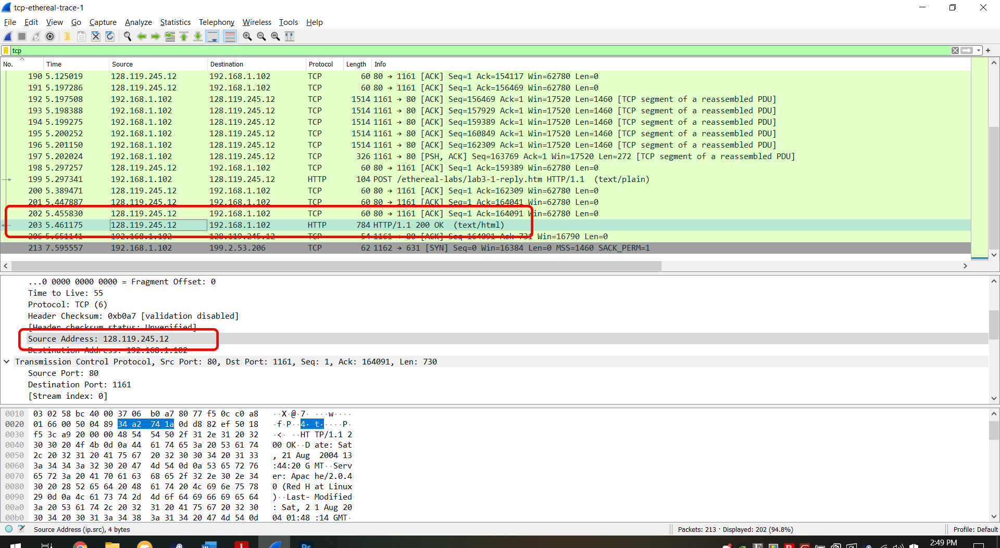 tcp-ethereal-trace-1
File Edit View Go Capture Analyze Statistics Telephony Wireless Tools Help
tcp
No. Time Source Destination Protocol Length Info
190 5.125019 128.119.245.12 192.168.1.102 TCP 60 80 → 1161 [ACK] Seq=1 Ack=154117 Win=62780 Len=0
191 5.197286 128.119.245.12 192.168.1.102 TCP 60 80 → 1161 [ACK] Seq=1 Ack=156469 Win=62780 Len=0
192 5.197508 192.168.1.102 128.119.245.12 TCP 1514 1161 → 80 [ACK] Seq=156469 Ack=1 Win=17520 Len=1460 [TCP segment of a reassembled PDU]
193 5.198388 192.168.1.102 128.119.245.12 TCP 1514 1161 → 80 [ACK] Seq=157929 Ack=1 Win=17520 Len=1460 [TCP segment of a reassembled PDU]
194 5.199275 192.168.1.102 128.119.245.12 TCP 1514 1161 → 80 [ACK] Seq=159389 Ack=1 Win=17520 Len=1460 [TCP segment of a reassembled PDU]
195 5.200252 192.168.1.102 128.119.245.12 TCP 1514 1161 → 80 [ACK] Seq=160849 Ack=1 Win=17520 Len=1460 [TCP segment of a reassembled PDU]
196 5.201150 192.168.1.102 128.119.245.12 TCP 1514 1161 → 80 [ACK] Seq=162309 Ack=1 Win=17520 Len=1460 [TCP segment of a reassembled PDU]
197 5.202024 192.168.1.102 128.119.245.12 TCP 326 1161 → 80 [PSH, ACK] Seq=163769 Ack=1 Win=17520 Len=272 [TCP segment of a reassembled PDU]
198 5.297257 128.119.245.12 192.168.1.102 TCP 60 80 → 1161 [ACK] Seq=1 Ack=159389 Win=62780 Len=0
199 5.297341 192.168.1.102 128.119.245.12 HTTP 104 POST /ethereal-labs/lab3-1-reply.htm HTTP/1.1 (text/plain)
200 5.389471 128.119.245.12 192.168.1.102 TCP 60 80 → 1161 [ACK] Seq=1 Ack=162309 Win=62780 Len=0
201 5.447887 128.119.245.12 192.168.1.102 TCP 60 80 → 1161 [ACK] Seq=1 Ack=164041 Win=62780 Len=0
202 5.455830 128.119.245.12 192.168.1.102 TCP 60 80 → 1161 [ACK] Seq=1 Ack=164091 Win=62780 Len=0
203 5.461175 128.119.245.12 192.168.1.102 HTTP 784 HTTP/1.1 200 OK (text/html)
206 5.651141 192.168.1.102 128.119.245.12 TCP 54 1161 → 80 [ACK] Seq=164091 Ack=731 Win=16790 Len=0
213 7.595557 192.168.1.102 199.2.53.206 TCP 62 1162 → 631 [SYN] Seq=0 Win=16384 Len=0 MSS=1460 SACK_PERM=1
...0 0000 0000 0000 = Fragment Offset: 0
Time to Live: 55
Protocol: TCP (6)
Header Checksum: 0xb0a7 [validation disabled]
[Header checksum status: Unverified]
Source Address: 128.119.245.12
Destination Address: 192.168.1.102
Transmission Control Protocol, Src Port: 80, Dst Port: 1161, Seq: 1, Ack: 164091, Len: 730
Source Port: 80
Destination Port: 1161
[Stream index: 0]
0010 03 02 58 bc 40 00 37 06 b0 a7 80 77 f5 0c c0 a8 ··X·@·7· ···w····
0020 01 66 00 50 04 89 34 a2 74 1a 0d d8 82 ef 50 18 ·f·P··4· t·····P·
0030 f5 3c a9 20 00 00 48 54 54 50 2f 31 2e 31 20 32 ·<· ··HT TP/1.1 2
0040 30 30 20 4f 4b 0d 0a 44 61 74 65 3a 20 53 61 74 00 OK··D ate: Sat
0050 2c 20 32 31 20 41 75 67 20 32 30 30 34 20 31 33 , 21 Aug 2004 13
0060 3a 34 34 3a 32 30 20 47 4d 54 0d 0a 53 65 72 76 :44:20 G MT··Serv
0070 65 72 3a 20 41 70 61 63 68 65 2f 32 2e 30 2e 34 er: Apac he/2.0.4
0080 30 20 28 52 65 64 20 48 61 74 20 4c 69 6e 75 78 0 (Red H at Linux
0090 29 0d 0a 4c 61 73 74 2d 4d 6f 64 69 66 69 65 64 )··Last- Modified
00a0 3a 20 53 61 74 2c 20 32 31 20 41 75 67 20 32 30 : Sat, 2 1 Aug 20
00b0 30 34 20 30 31 3a 34 38 3a 31 34 20 47 4d 54 0d 04 01:48 :14 GMT·
Source Address (ip.src), 4 bytes Packets: 213 · Displayed: 202 (94.8%) Profile: Default
2:49 PM